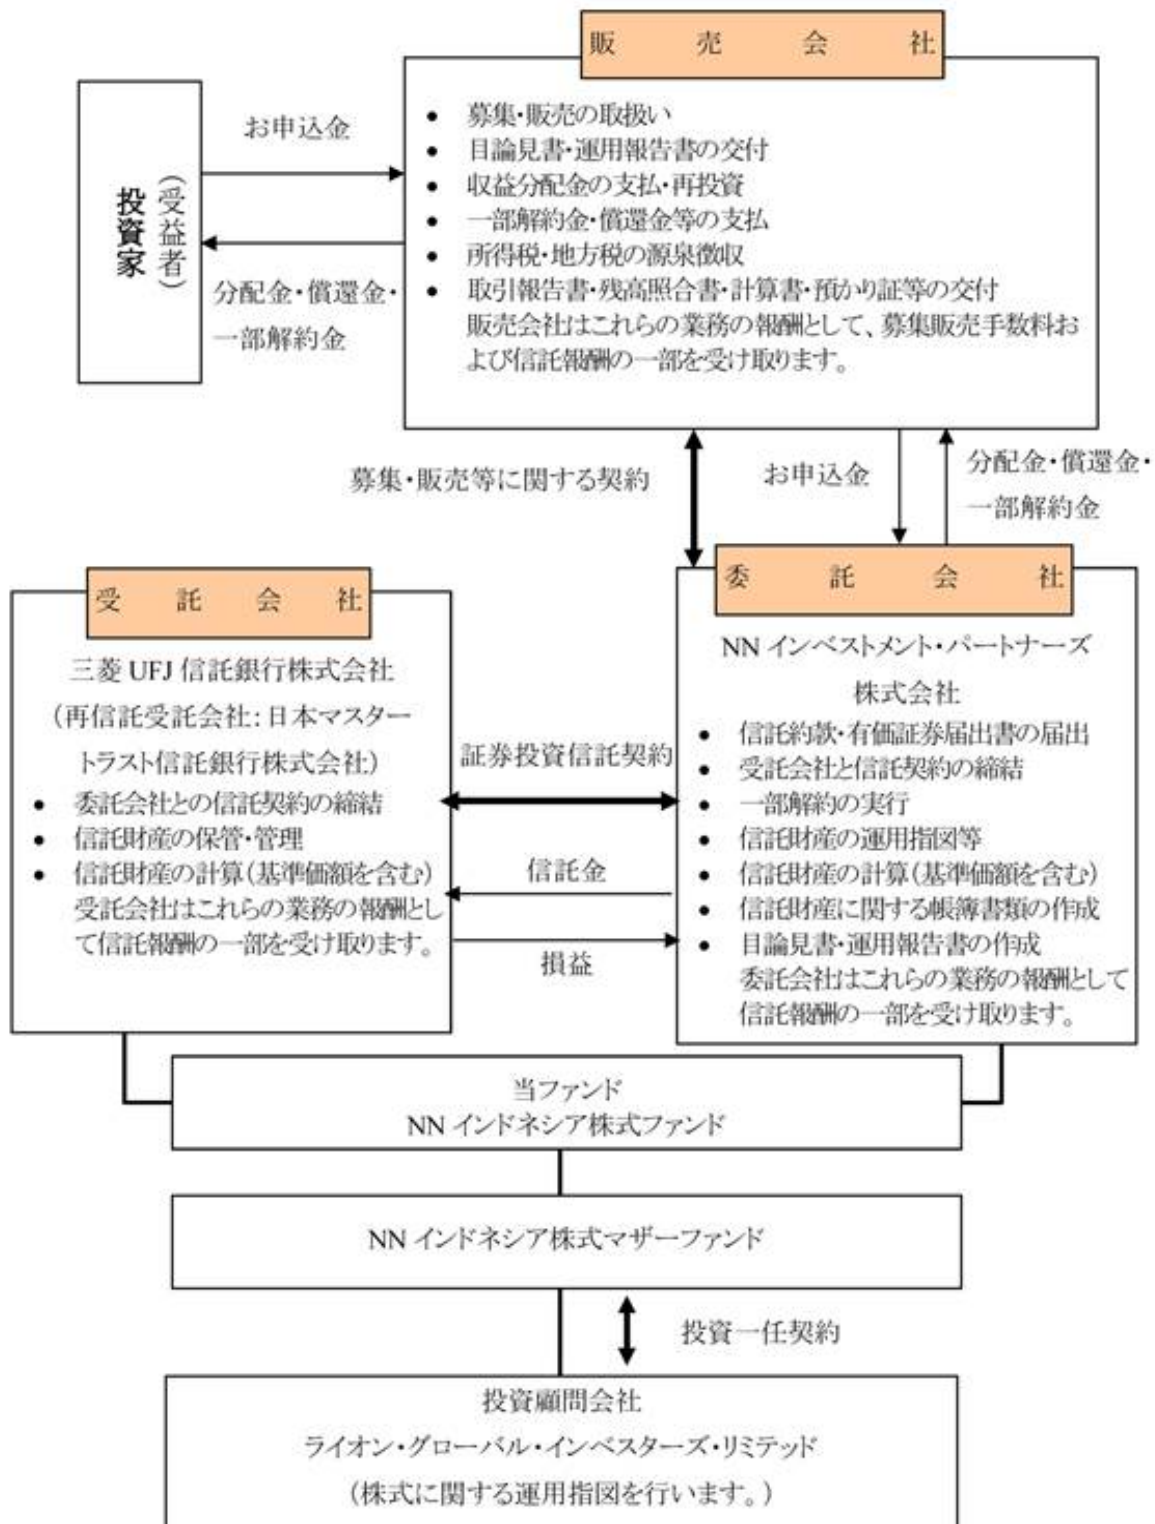 販売会社
お申込金
投資家
（受益者）
分配金・償還金・
一部解約金
● 募集・販売の取扱い
● 目論見書・運用報告書の交付
● 収益分配金の支払・再投資
● 一部解約金・償還金等の支払
● 所得税・地方税の源泉徴収
● 取引報告書・残高照合書・計算書・預かり証等の交付
販売会社はこれらの業務の報酬として、募集販売手数料お
よび信託報酬の一部を受け取ります。
募集・販売等に関する契約
お申込金
分配金・償還金・
一部解約金
受託会社
三菱 UFJ 信託銀行株式会社
（再信託受託会社：日本マスター
トラスト信託銀行株式会社）
● 委託会社との信託契約の締結
● 信託財産の保管・管理
● 信託財産の計算（基準価額を含む）
受託会社はこれらの業務の報酬とし
て信託報酬の一部を受け取ります。
証券投資信託契約
信託金
損益
委託会社
NN インベストメント・パートナーズ
株式会社
● 信託約款・有価証券届出書の届出
● 受託会社と信託契約の締結
● 一部解約の実行
● 信託財産の運用指図等
● 信託財産の計算（基準価額を含む）
● 信託財産に関する帳簿書類の作成
● 目論見書・運用報告書の作成
委託会社はこれらの業務の報酬として
信託報酬の一部を受け取ります。
当ファンド
NN インドネシア株式ファンド
NN インドネシア株式マザーファンド
投資一任契約
投資顧問会社
ライオン・グローバル・インベスターズ・リミテッド
（株式に関する運用指図を行います。）